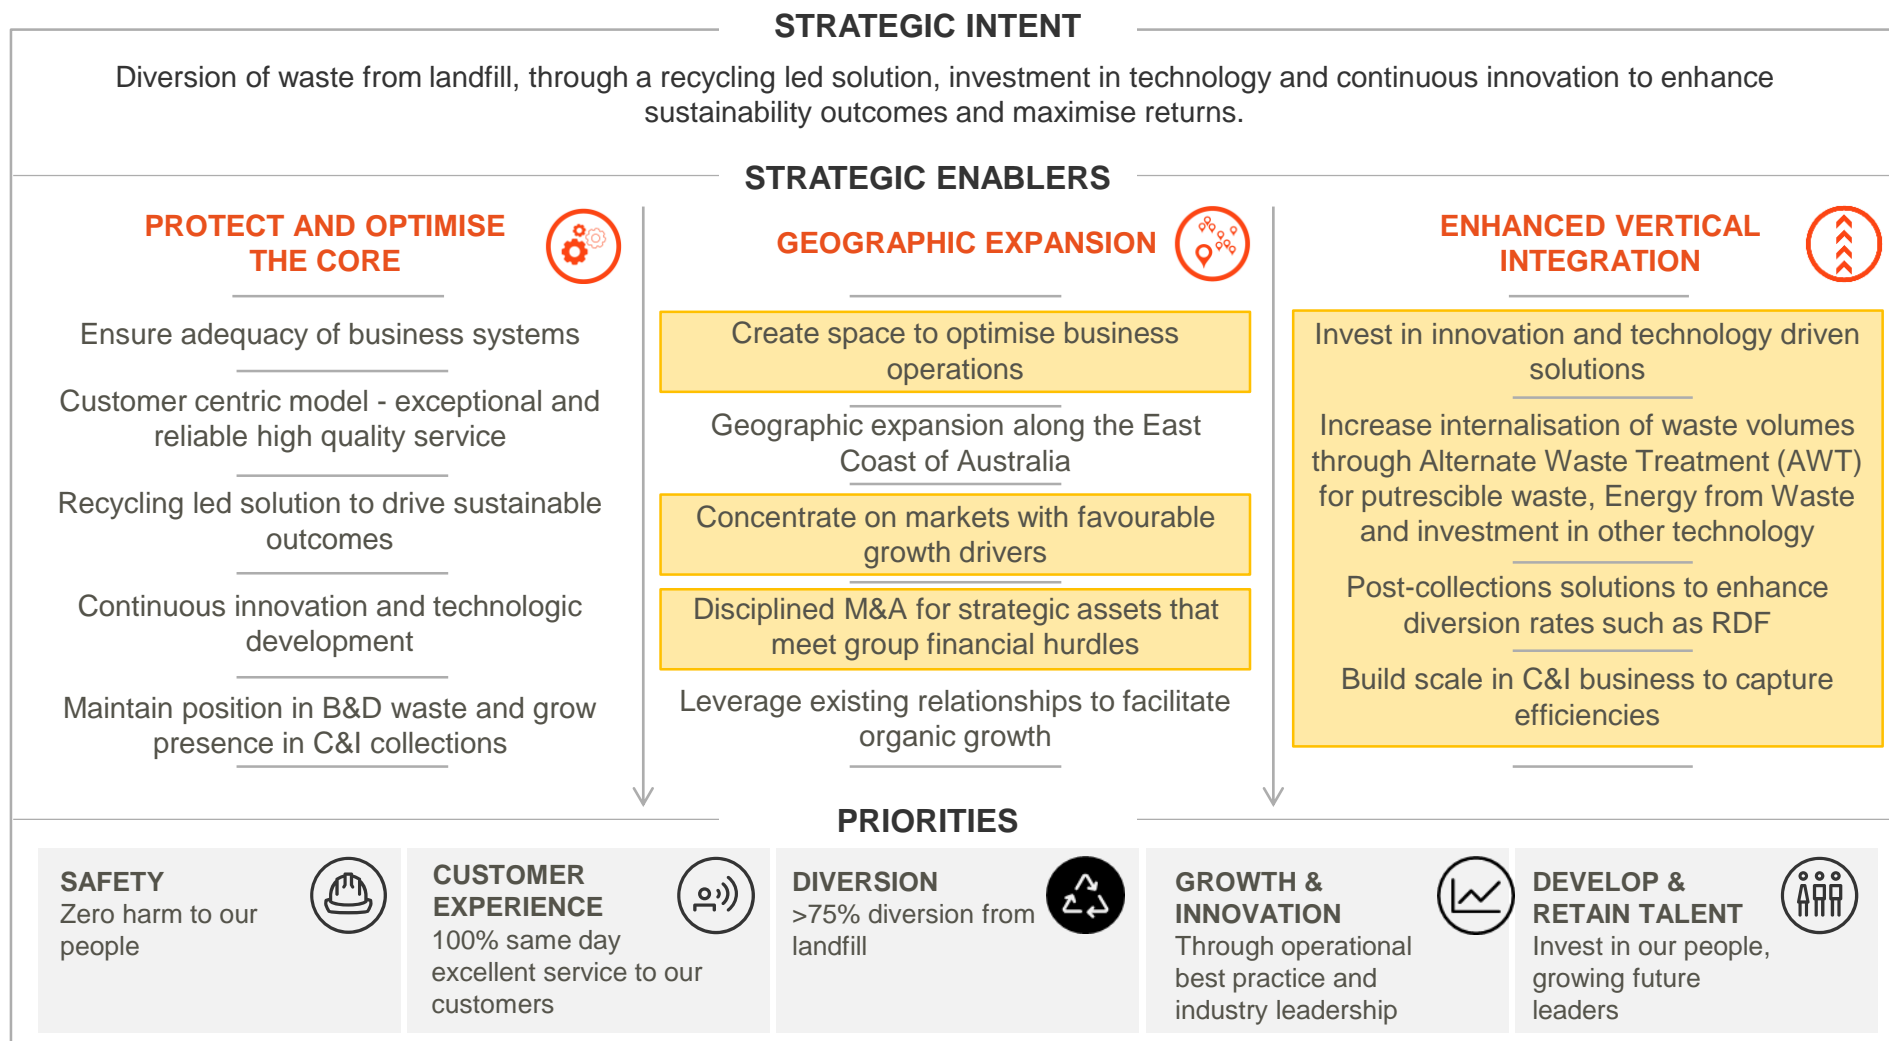 STRATEGIC INTENT
Diversion of waste from landfill, through a recycling led solution, investment in technology and continuous innovation to enhance
sustainability outcomes and maximise returns.
STRATEGIC ENABLERS
PROTECT AND OPTIMISE
THE CORE
Ensure adequacy of business systems
Customer centric model - exceptional and
reliable high quality service
Recycling led solution to drive sustainable
outcomes
Continuous innovation and technologic
development
Maintain position in B&D waste and grow
presence in C&I collections
GEOGRAPHIC EXPANSION
Create space to optimise business
operations
Geographic expansion along the East
Coast of Australia
Concentrate on markets with favourable
growth drivers
Disciplined M&A for strategic assets that
meet group financial hurdles
Leverage existing relationships to facilitate
organic growth
ENHANCED VERTICAL
INTEGRATION
Invest in innovation and technology driven
solutions
Increase internalisation of waste volumes
through Alternate Waste Treatment (AWT)
for putrescible waste, Energy from Waste
and investment in other technology
Post-collections solutions to enhance
diversion rates such as RDF
Build scale in C&I business to capture
efficiencies
PRIORITIES
SAFETY
Zero harm to our
people
CUSTOMER
EXPERIENCE
100% same day
excellent service to our
customers
DIVERSION
>75% diversion from
landfill
GROWTH &
INNOVATION
Through operational
best practice and
industry leadership
DEVELOP &
RETAIN TALENT
Invest in our people,
growing future
leaders